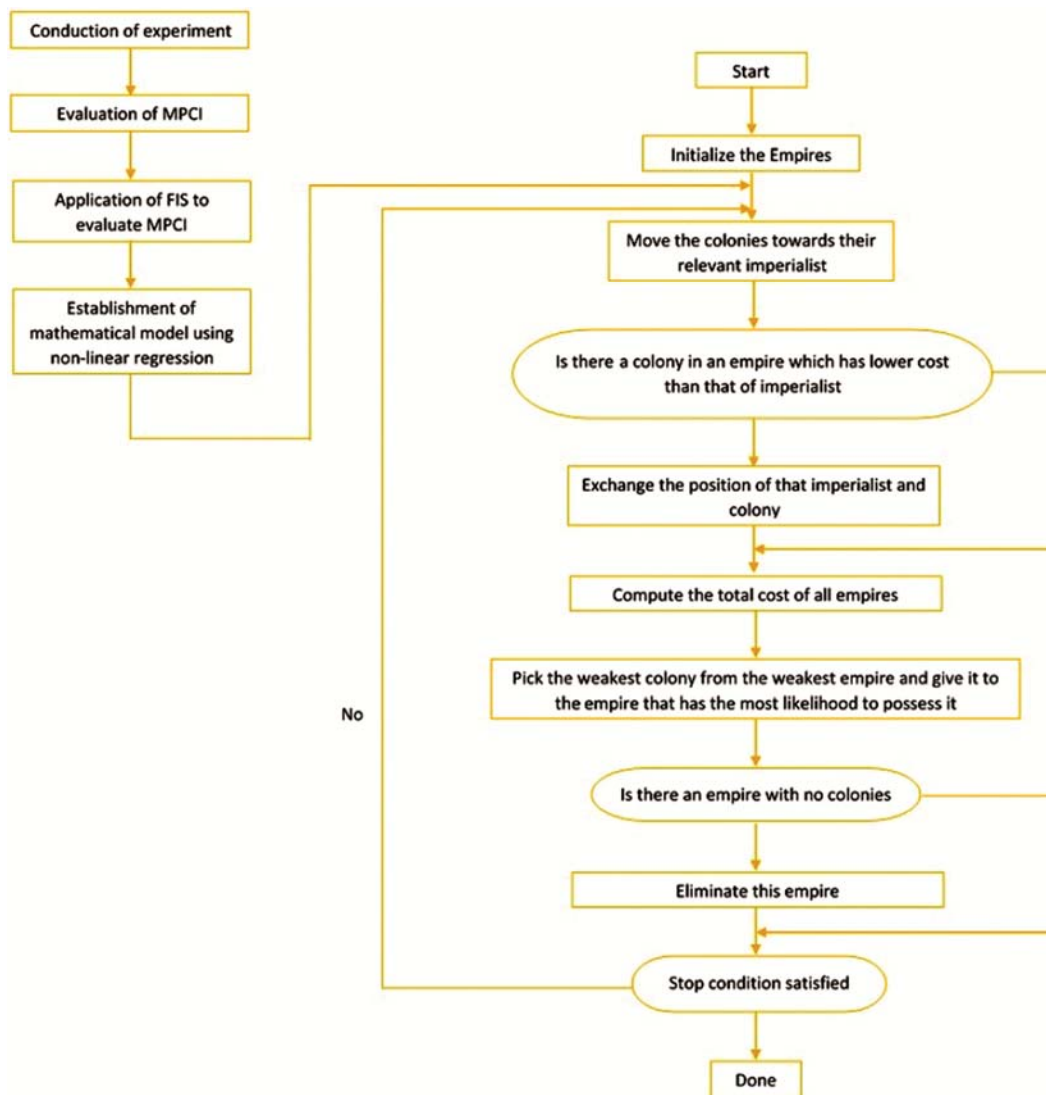 Conduction of experiment
Evaluation of MPCI
Application of FIS to
evaluate MPCI
Establishment of
mathematical model using
non-linear regression
Start
Initialize the Empires
Move the colonies towards their
relevant imperialist
Is there a colony in an empire which has lower cost
than that of imperialist
Exchange the position of that imperialist and
colony
Compute the total cost of all empires
Pick the weakest colony from the weakest empire and give it to
the empire that has the most likelihood to possess it
No
Is there an empire with no colonies
Eliminate this empire
Stop condition satisfied
Done